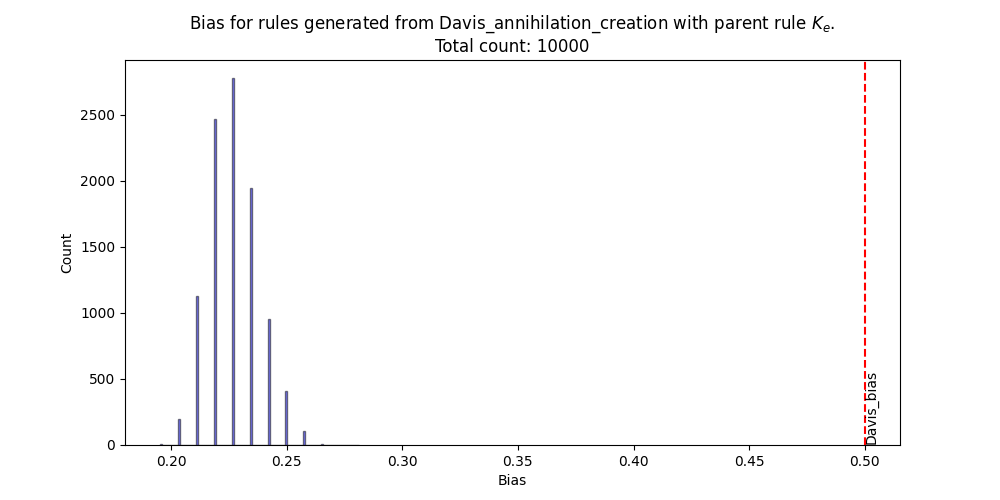 Bias for rules generated from Davis_annihilation_creation with parent rule $K_e$.
Total count: 10000
2500
2000
1500
1000
500
0
Count
0.20
0.25
0.30
0.35
0.40
0.45
0.50
Bias
Davis_bias